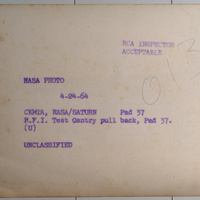 RCA INSPECTOR
ACCEPTABLE
NASA PHOTO
4-24-64
CEMIA, NASA/SATURN Pad 37
R.F.I. Test Gantry pull back, Pad 37.
(U)
UNCLASSIFIED